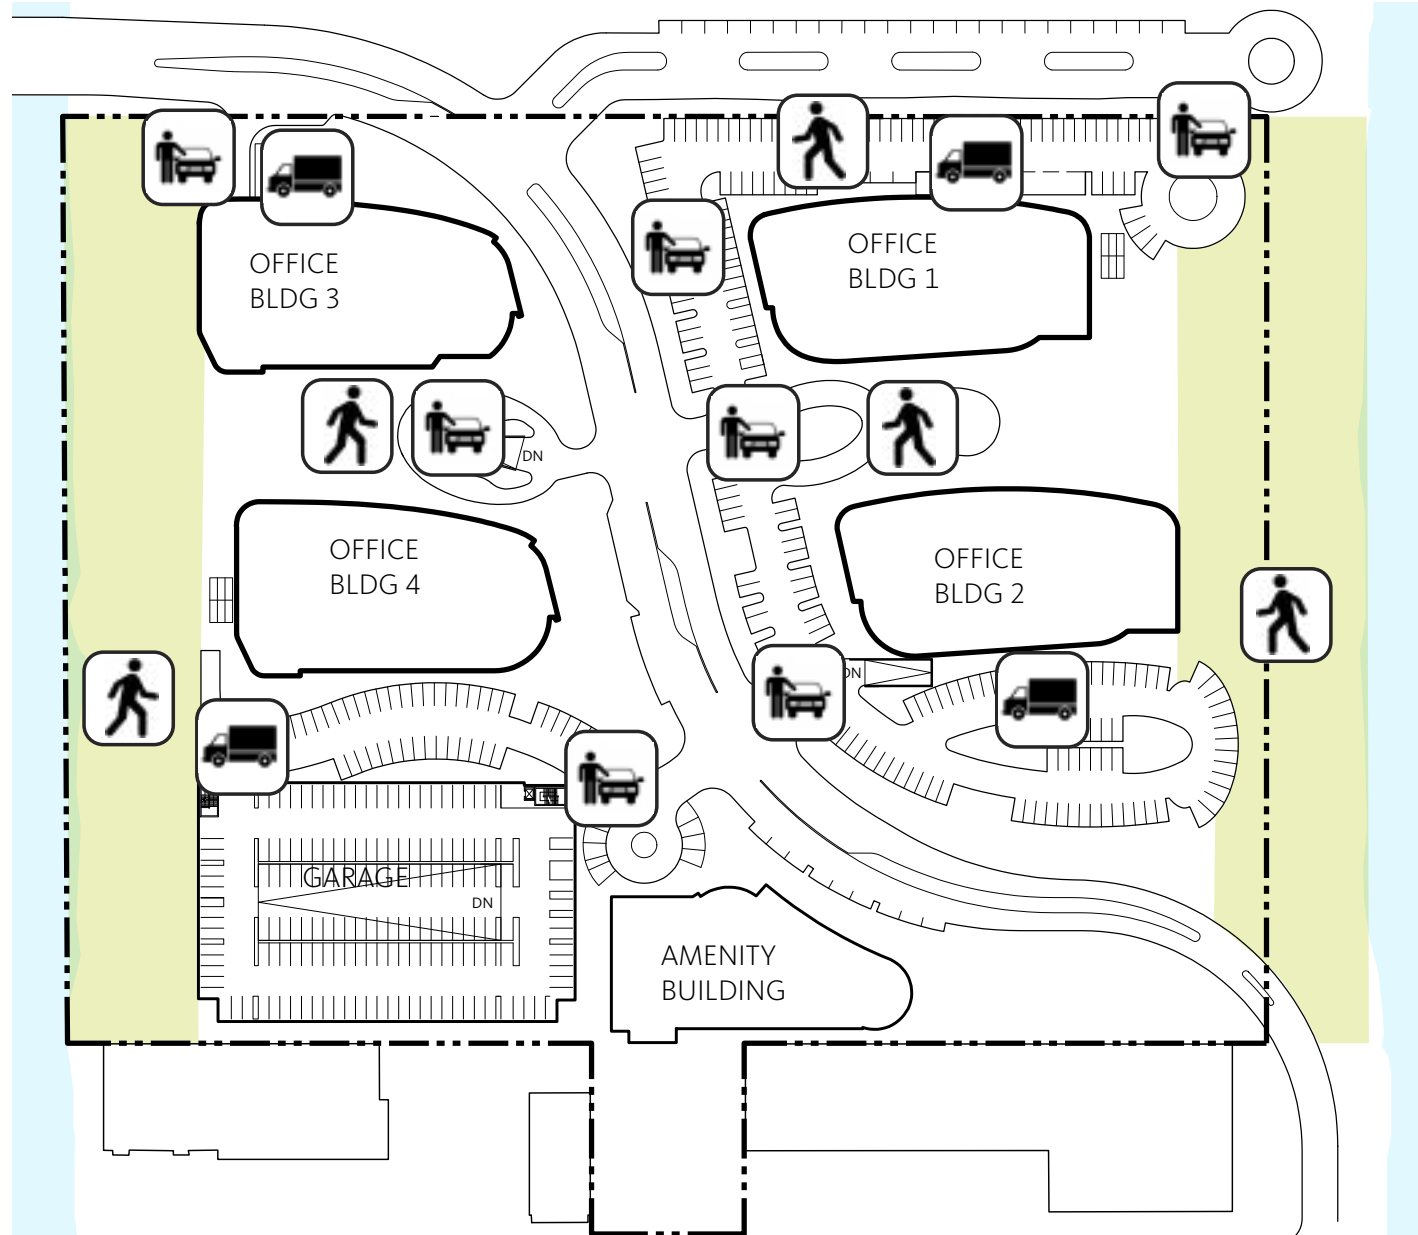 OFFICE
BLDG 3
OFFICE
BLDG 1
DN
OFFICE
BLDG 4
OFFICE
BLDG 2
DN
GARAGE
DN
AMENITY
BUILDING